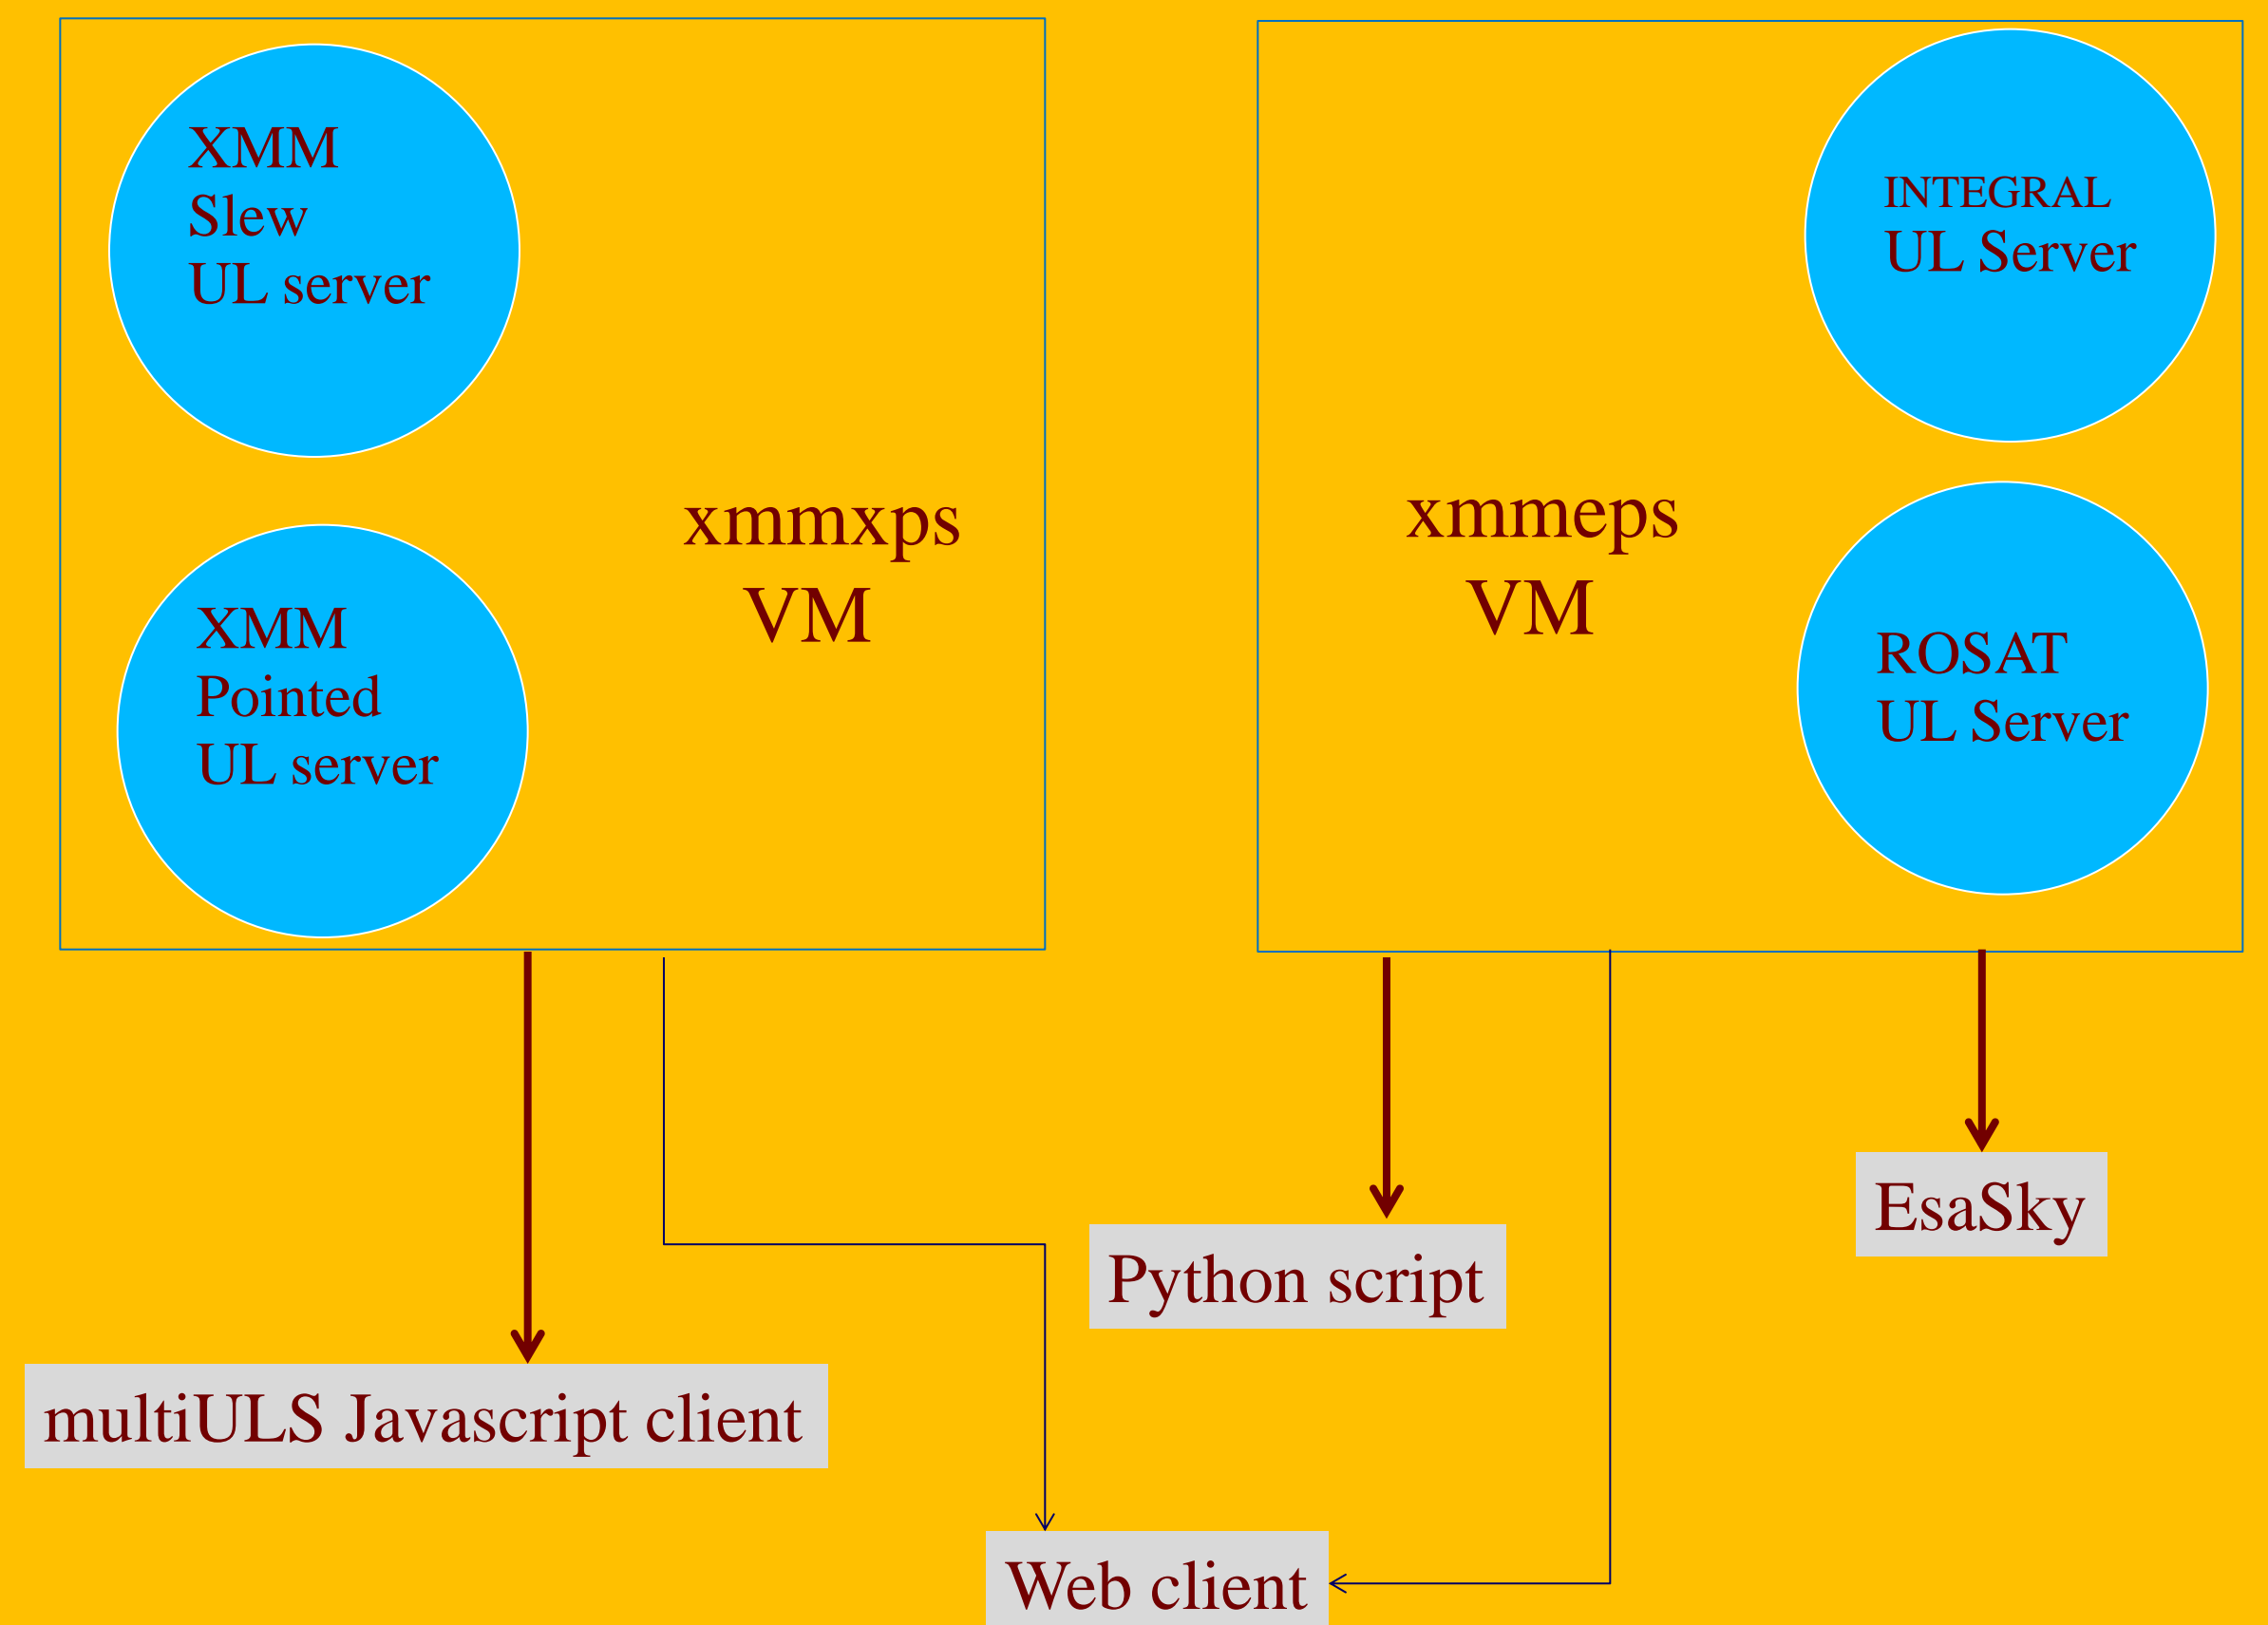 XMM
Slew
UL server
XMM
Pointed
UL server
xmmxps
VM
xmmeps
VM
INTEGRAL
UL Server
ROSAT
UL Server
EsaSky
Python script
multiULS Javascript client
Web client